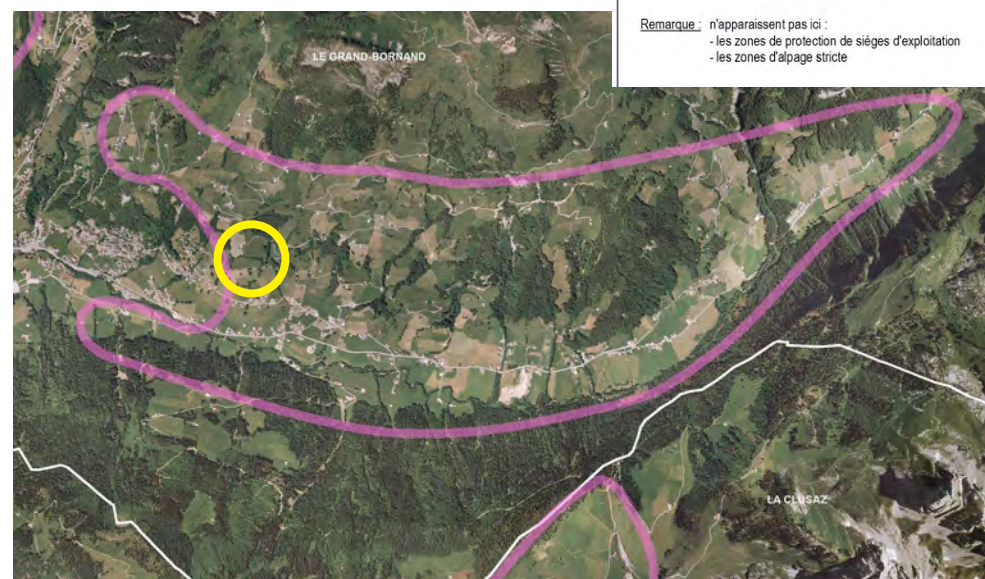 Remarque : n'apparaissent pas ici :
- les zones de protection de sièges d'exploitation
- les zones d'alpage stricte
LE GRAND-BORNAND
LA CLUSAZ